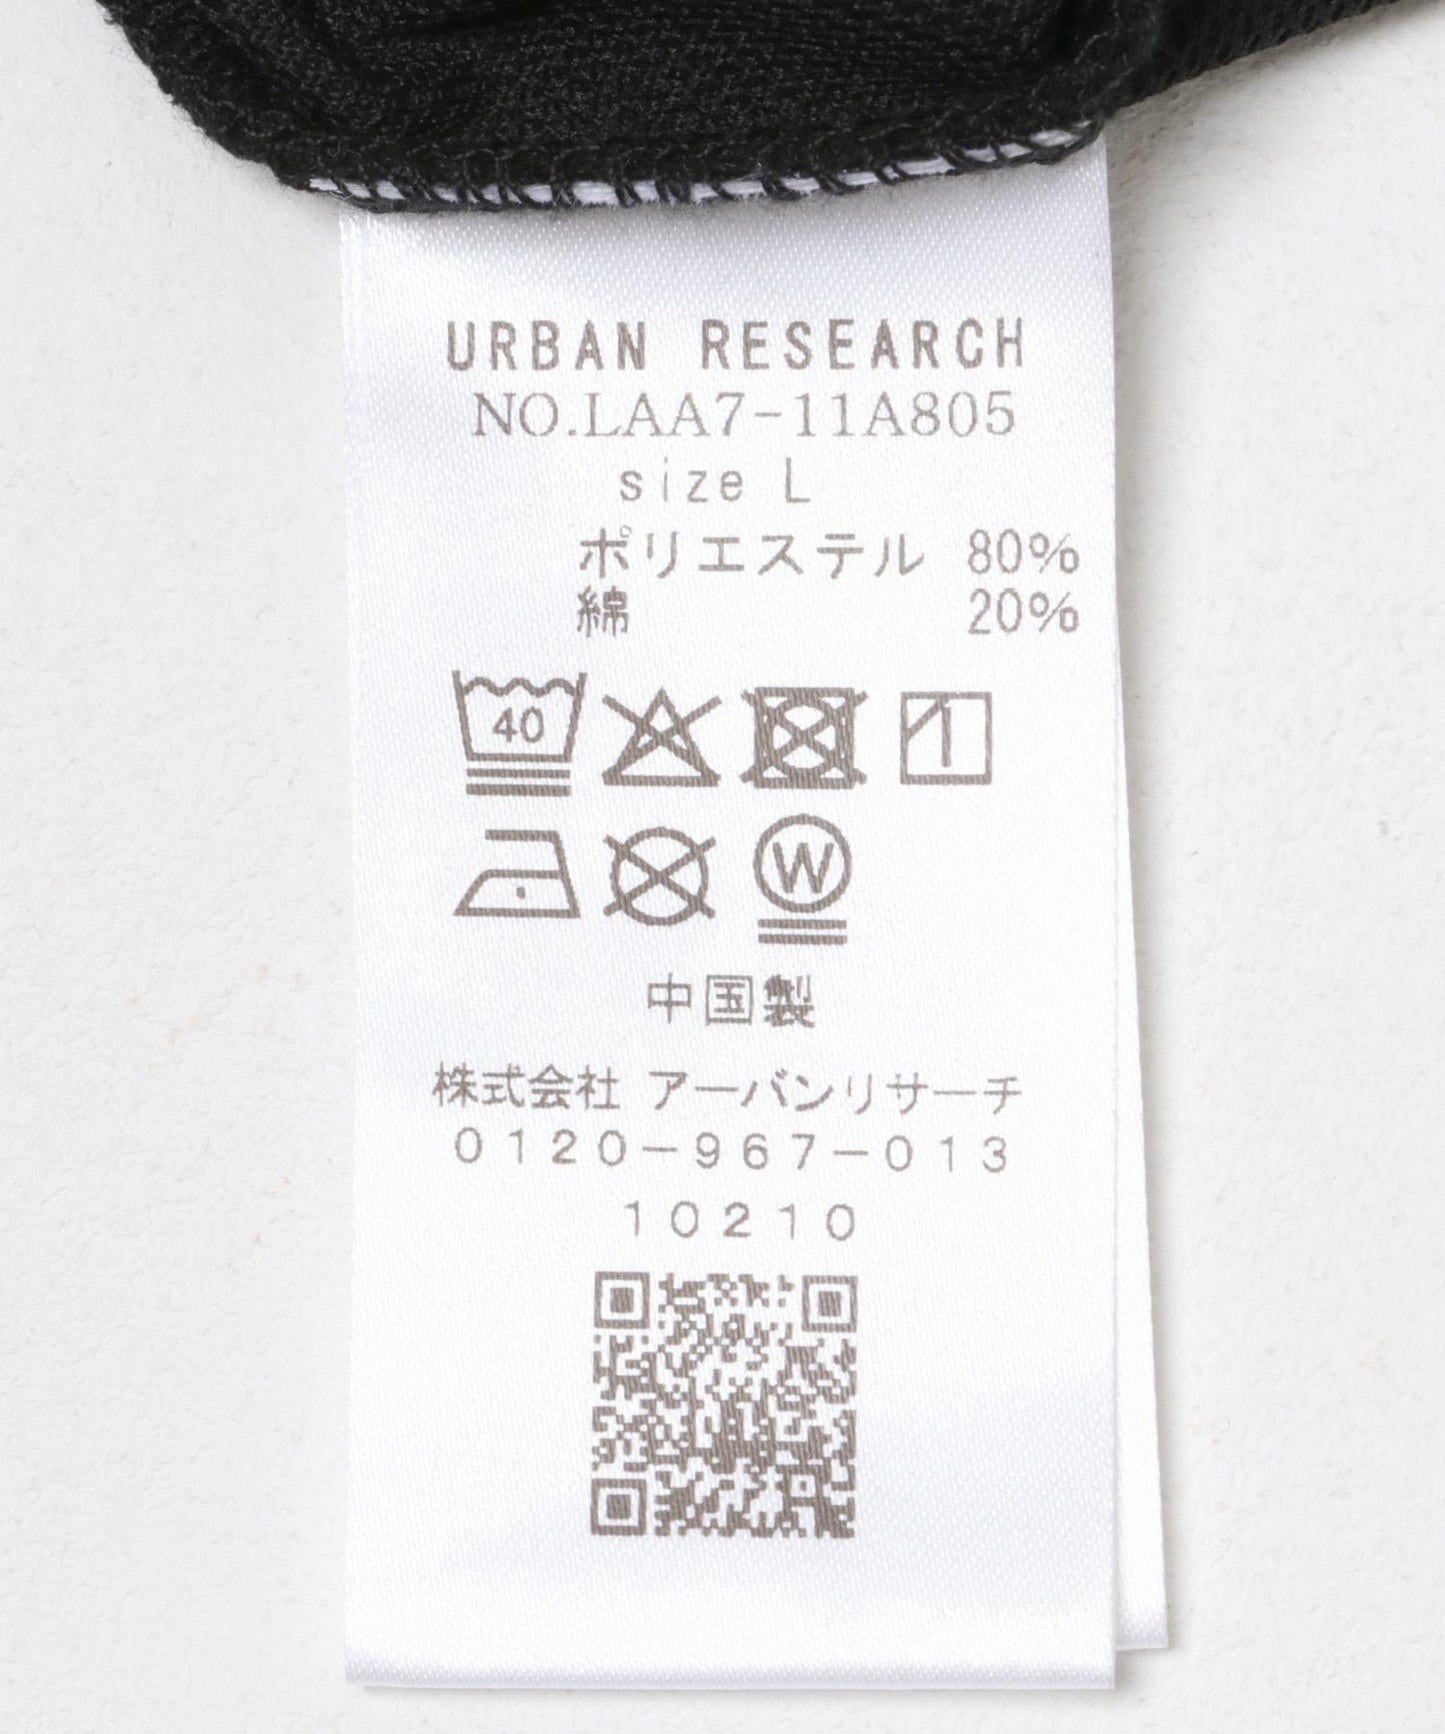 URBAN RESEARCH
NO.LAA7-11A805
size L
ポリエステル 80%
綿 20%
40
W
中国製
株式会社 アーバンリサーチ
0120-967-013
10210